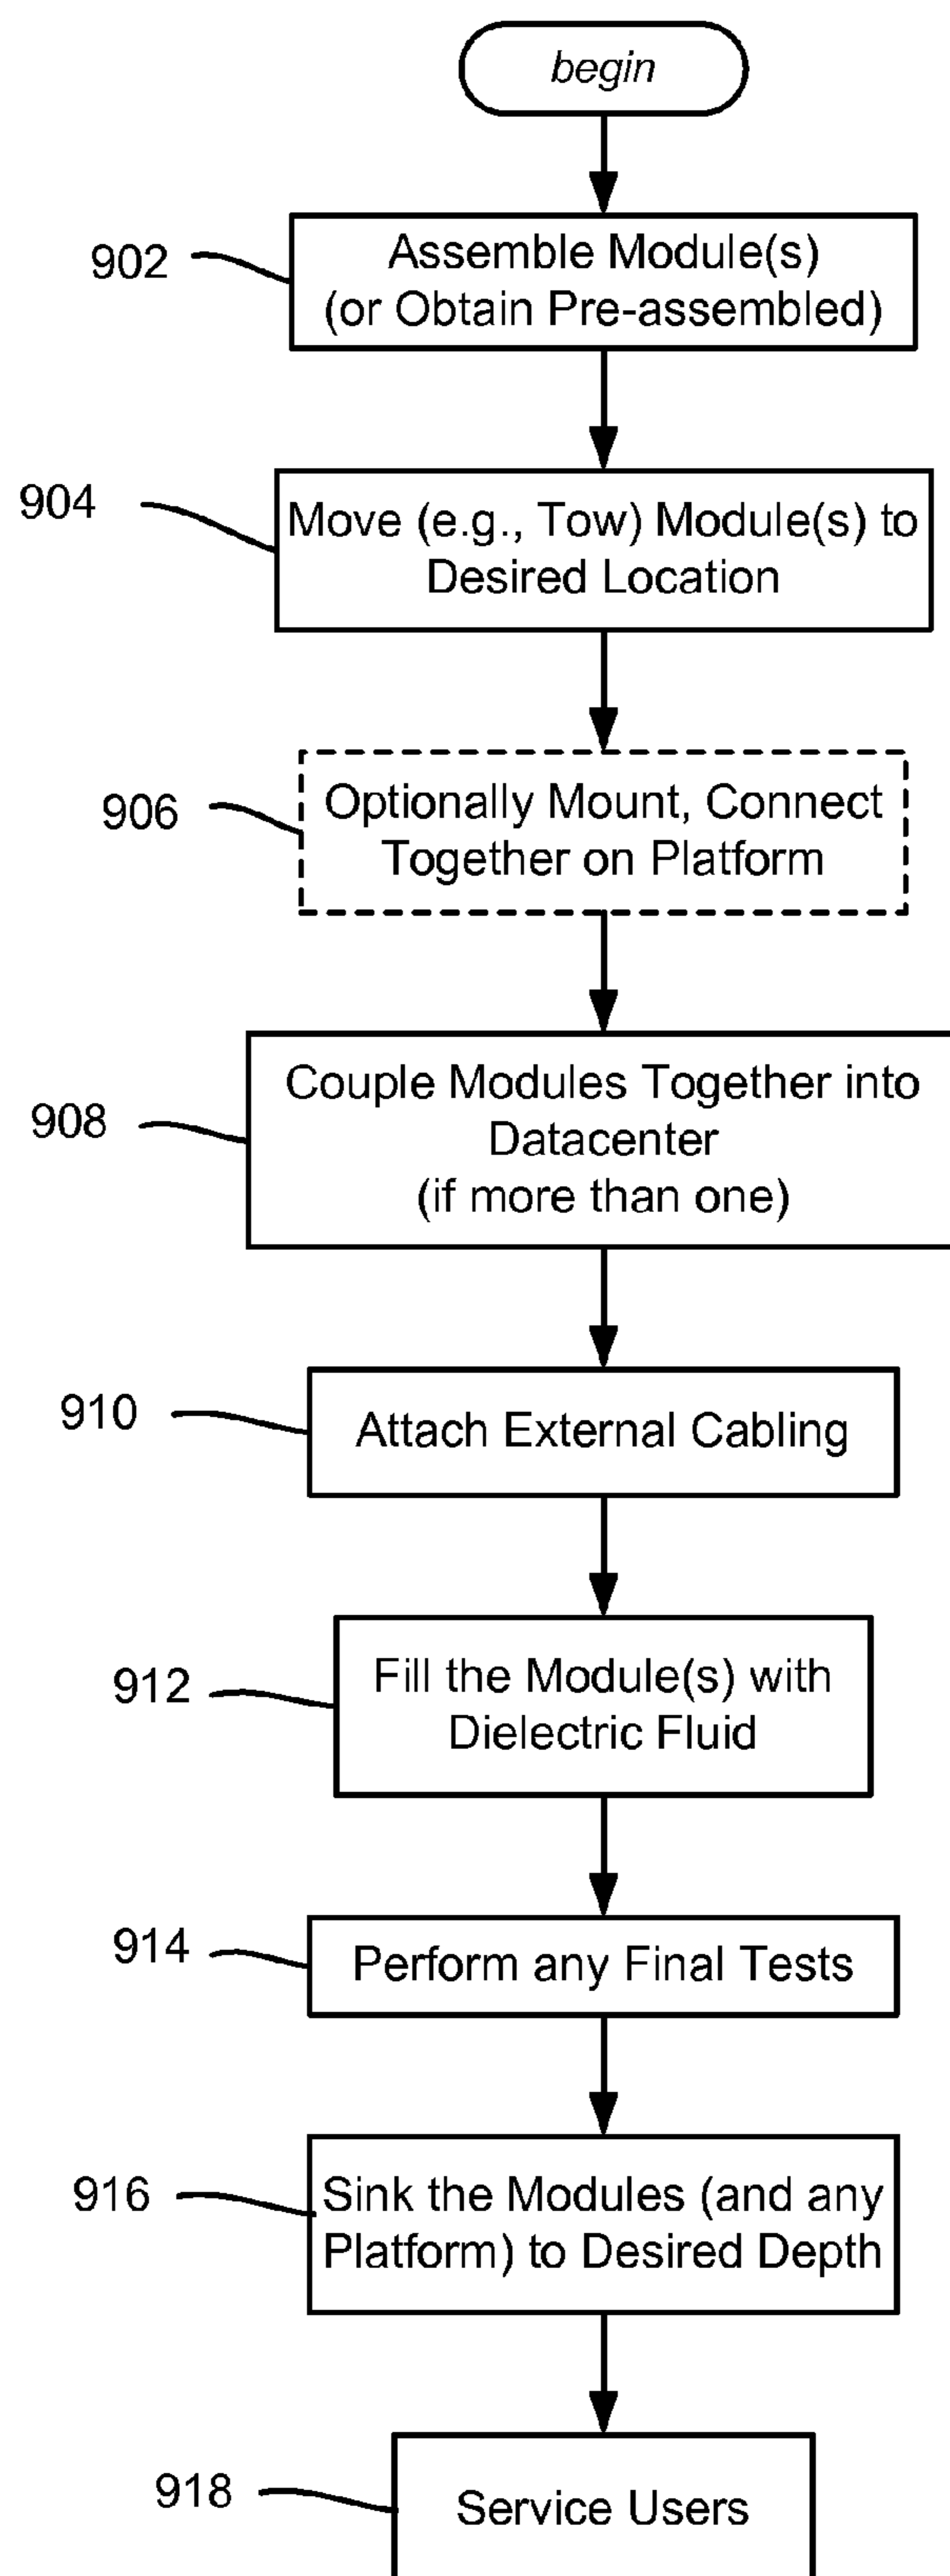 begin
902
Assemble Module(s)
(or Obtain Pre-assembled)
904
Move (e.g., Tow) Module(s) to
Desired Location
906
Optionally Mount, Connect
Together on Platform
908
Couple Modules Together into
Datacenter
(if more than one)
910
Attach External Cabling
912
Fill the Module(s) with
Dielectric Fluid
914
Perform any Final Tests
916
Sink the Modules (and any
Platform) to Desired Depth
918
Service Users